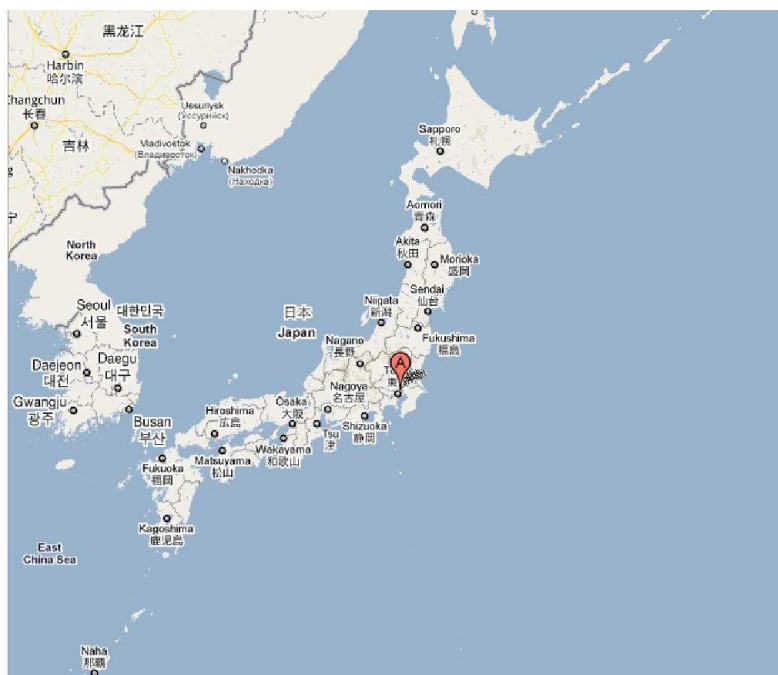 黑龙江
Harbin
哈尔滨
Changchun
长春
吉林
Ussuriysk
(Уссурийск)
Vladivostok
(Владивосток)
Nakhodka
(Находка)
Sapporo
札幌
Aomori
青森
Akita
秋田
Morioka
盛岡
Sendai
仙台
Niigata
新潟
Fukushima
福島
North
Korea
Seoul
서울
대한민국
South
Korea
日本
Japan
Nagano
長野
A
Daejeon
대전
Daegu
대구
Gwangju
광주
Busan
부산
Nagoya
名古屋
Osaka
大阪
Hiroshima
広島
Shizuoka
静岡
Tsu
津
Wakayama
和歌山
Matsuyama
松山
Fukuoka
福岡
Kagoshima
鹿児島
East
China Sea
Naha
那覇